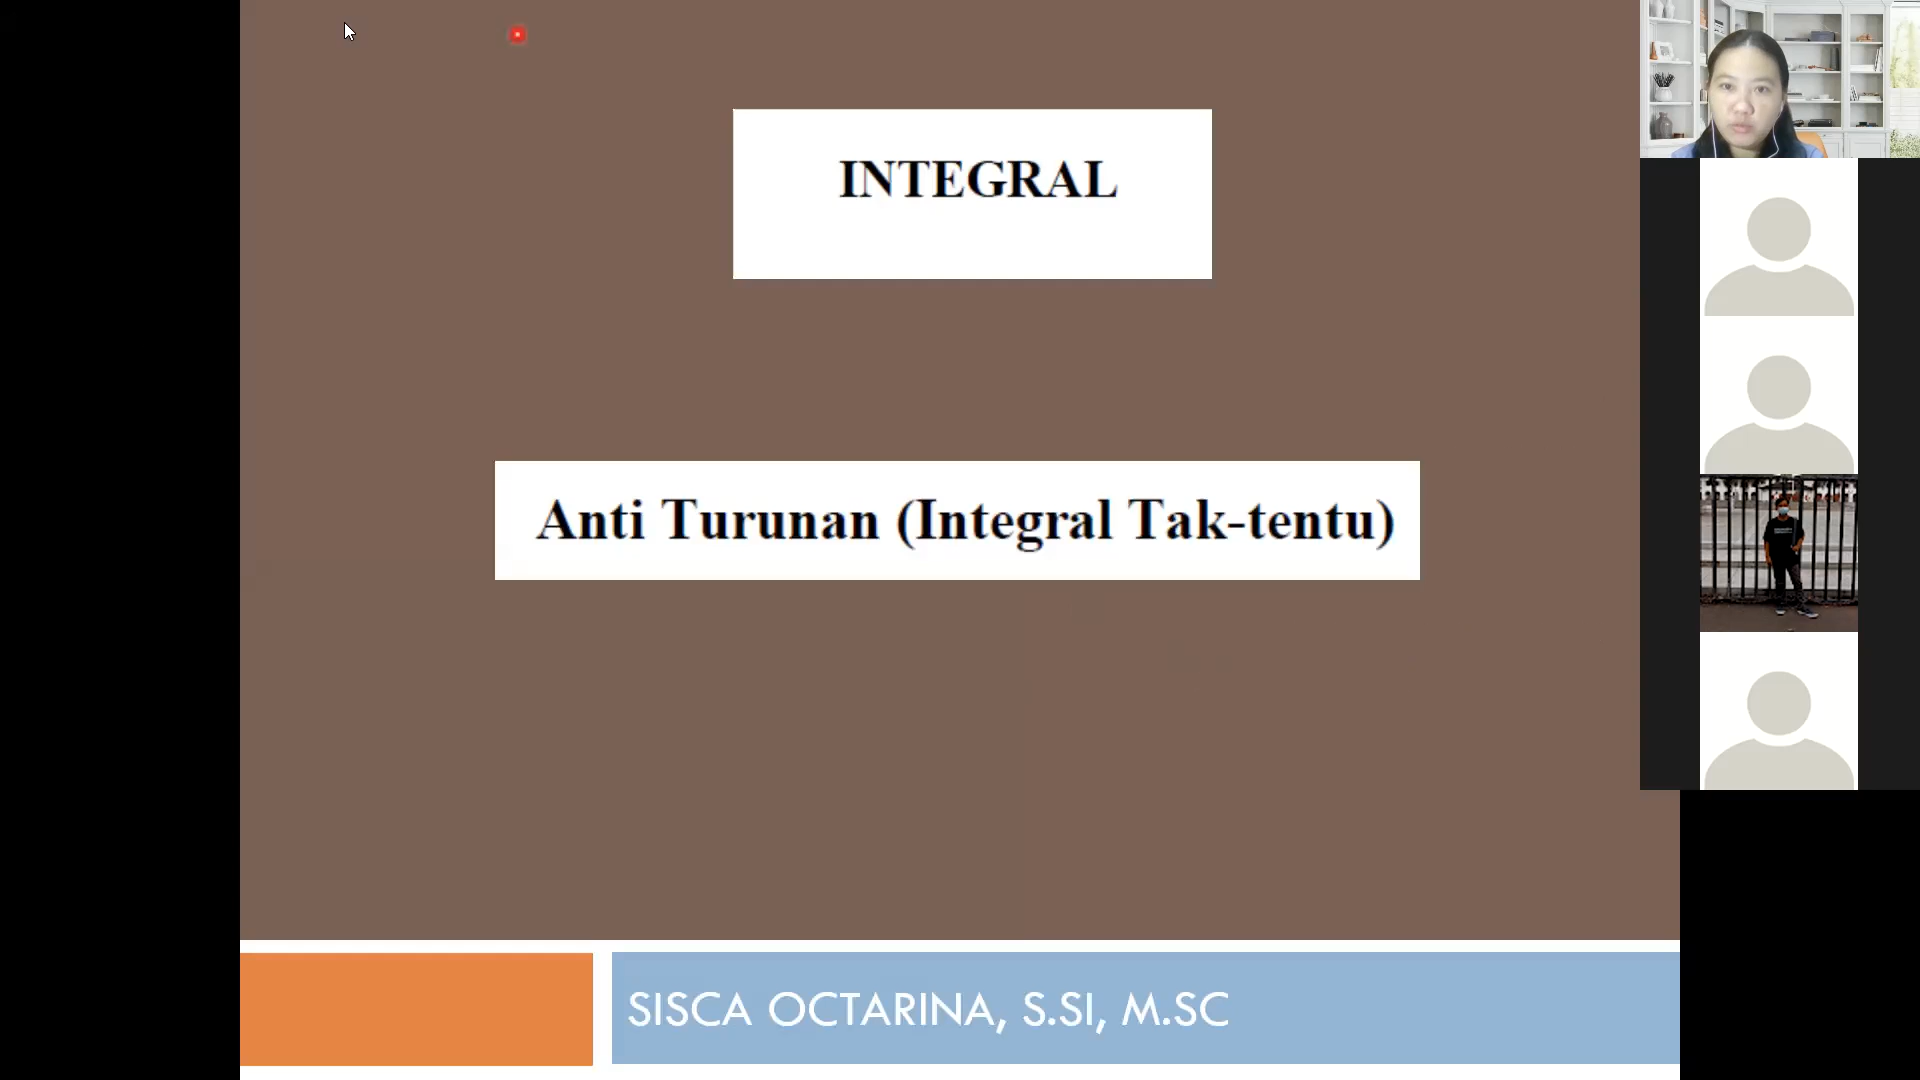 INTEGRAL
Anti Turunan (Integral Tak-tentu)
SISCA OCTARINA, S.SI, M.SC